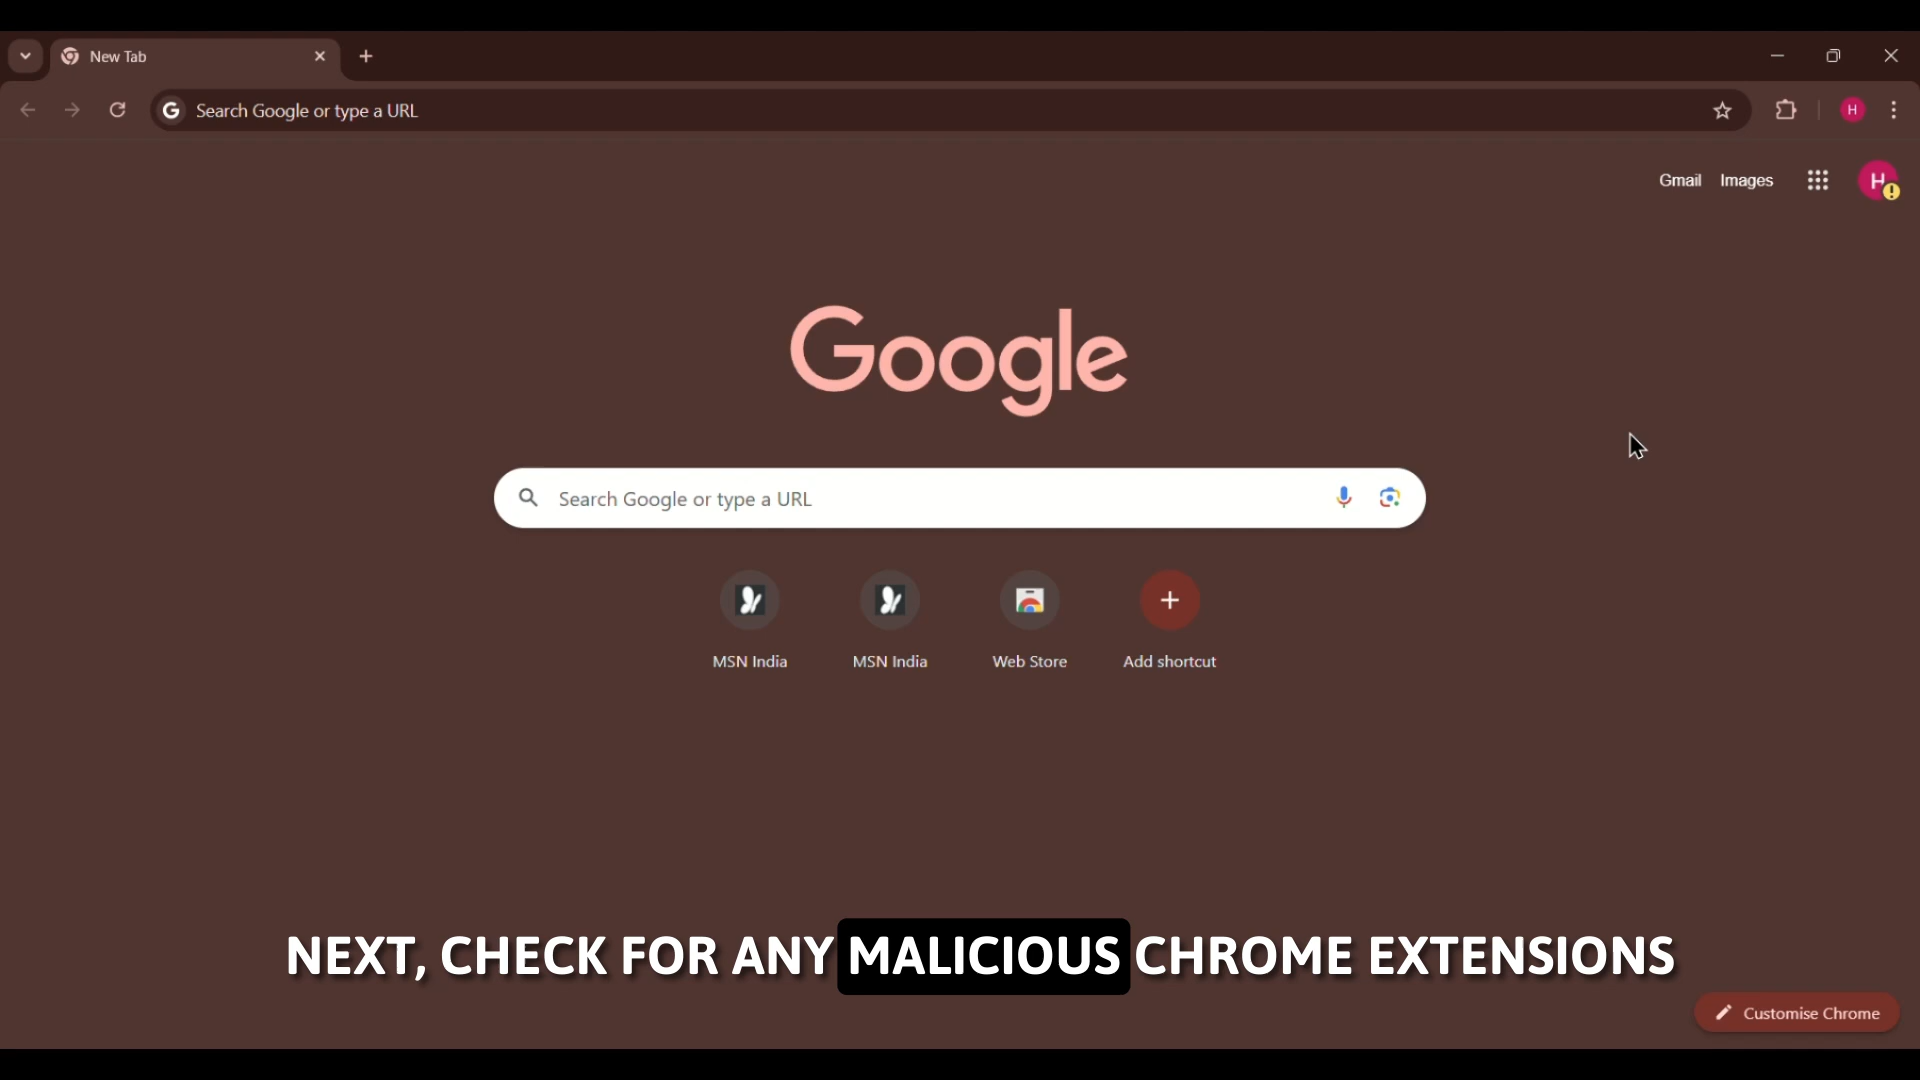 New Tab
Search Google or type a URL
H
Gmail Images
H
Google
Search Google or type a URL
MSN India MSN India Web Store Add shortcut
NEXT, CHECK FOR ANY MALICIOUS CHROME EXTENSIONS
Customise Chrome